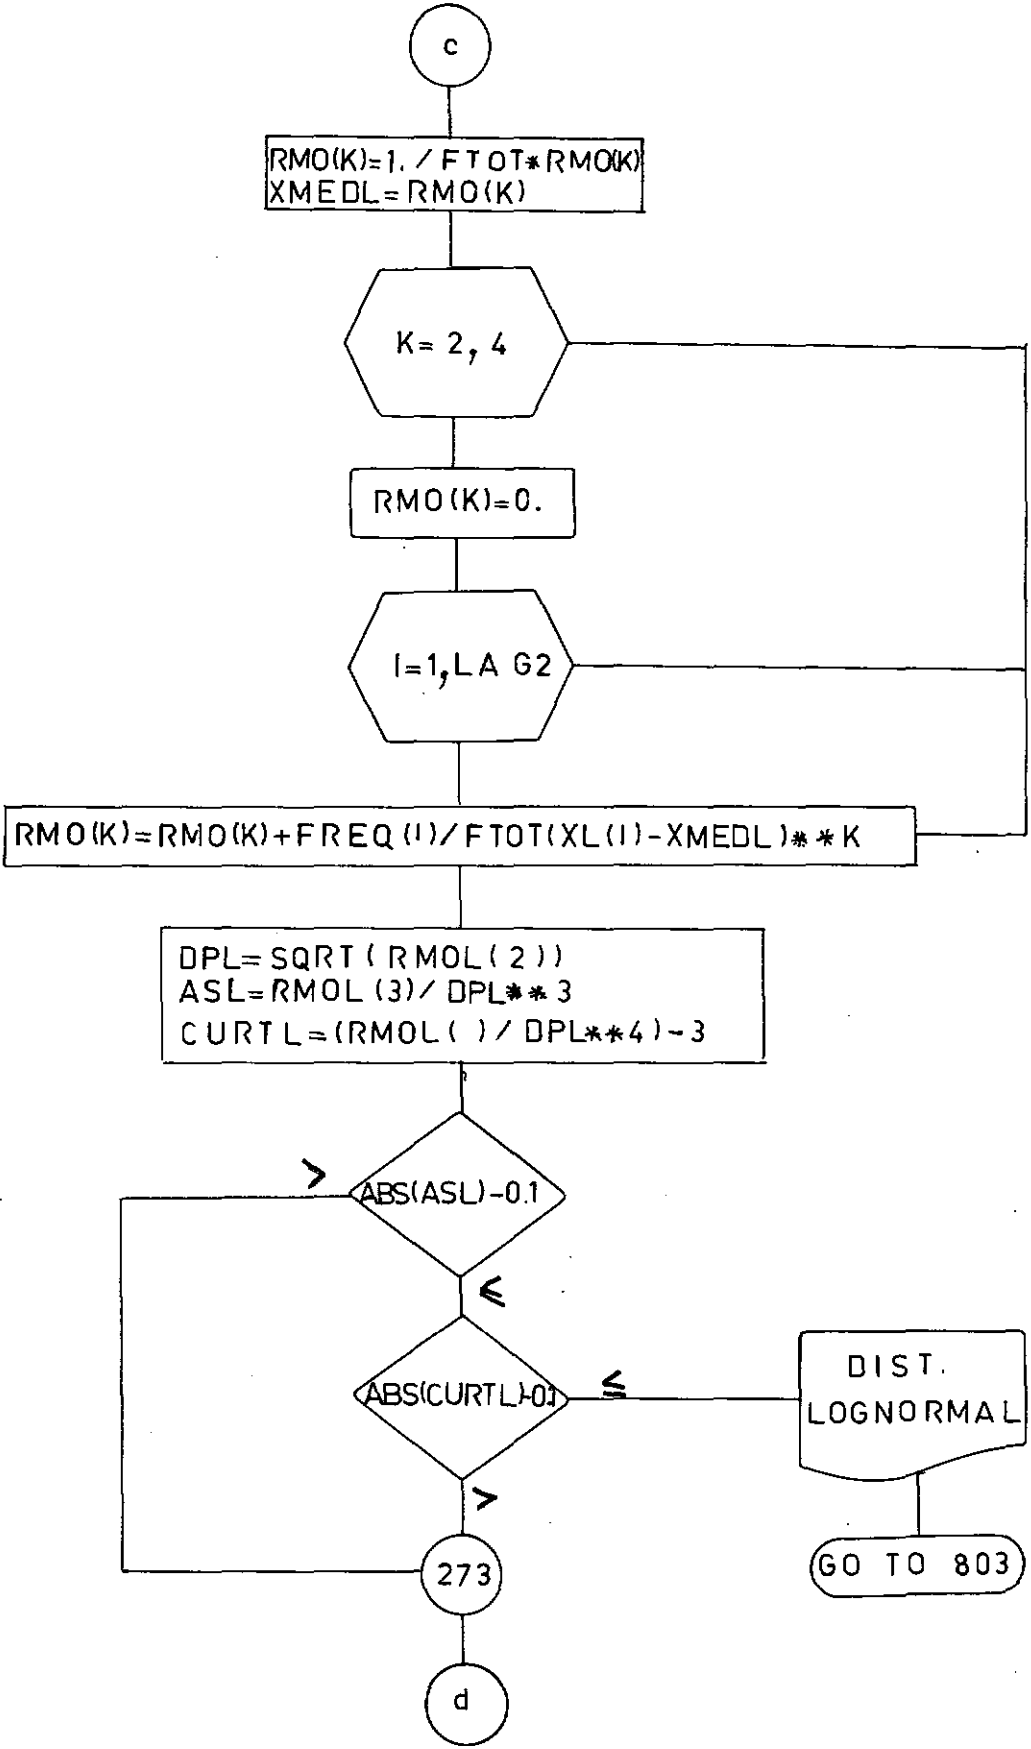 c
RMO(K)=1./FTOT*RMO(K)
XMEDL=RMO(K)
K= 2, 4
RMO(K)=0.
I=1,LA G2
RMO(K)=RMO(K)+FREQ(I)/FTOT(XL(I)-XMEDL)**K
DPL=SQRT(RMOL(2))
ASL=RMOL(3)/DPL**3
CURTL=(RMOL( )/DPL**4)-3
>
ABS(ASL)-0.1
≤
ABS(CURTL)-0.1
≤
DIST.
LOGNORMAL
>
273
GO TO 803
d